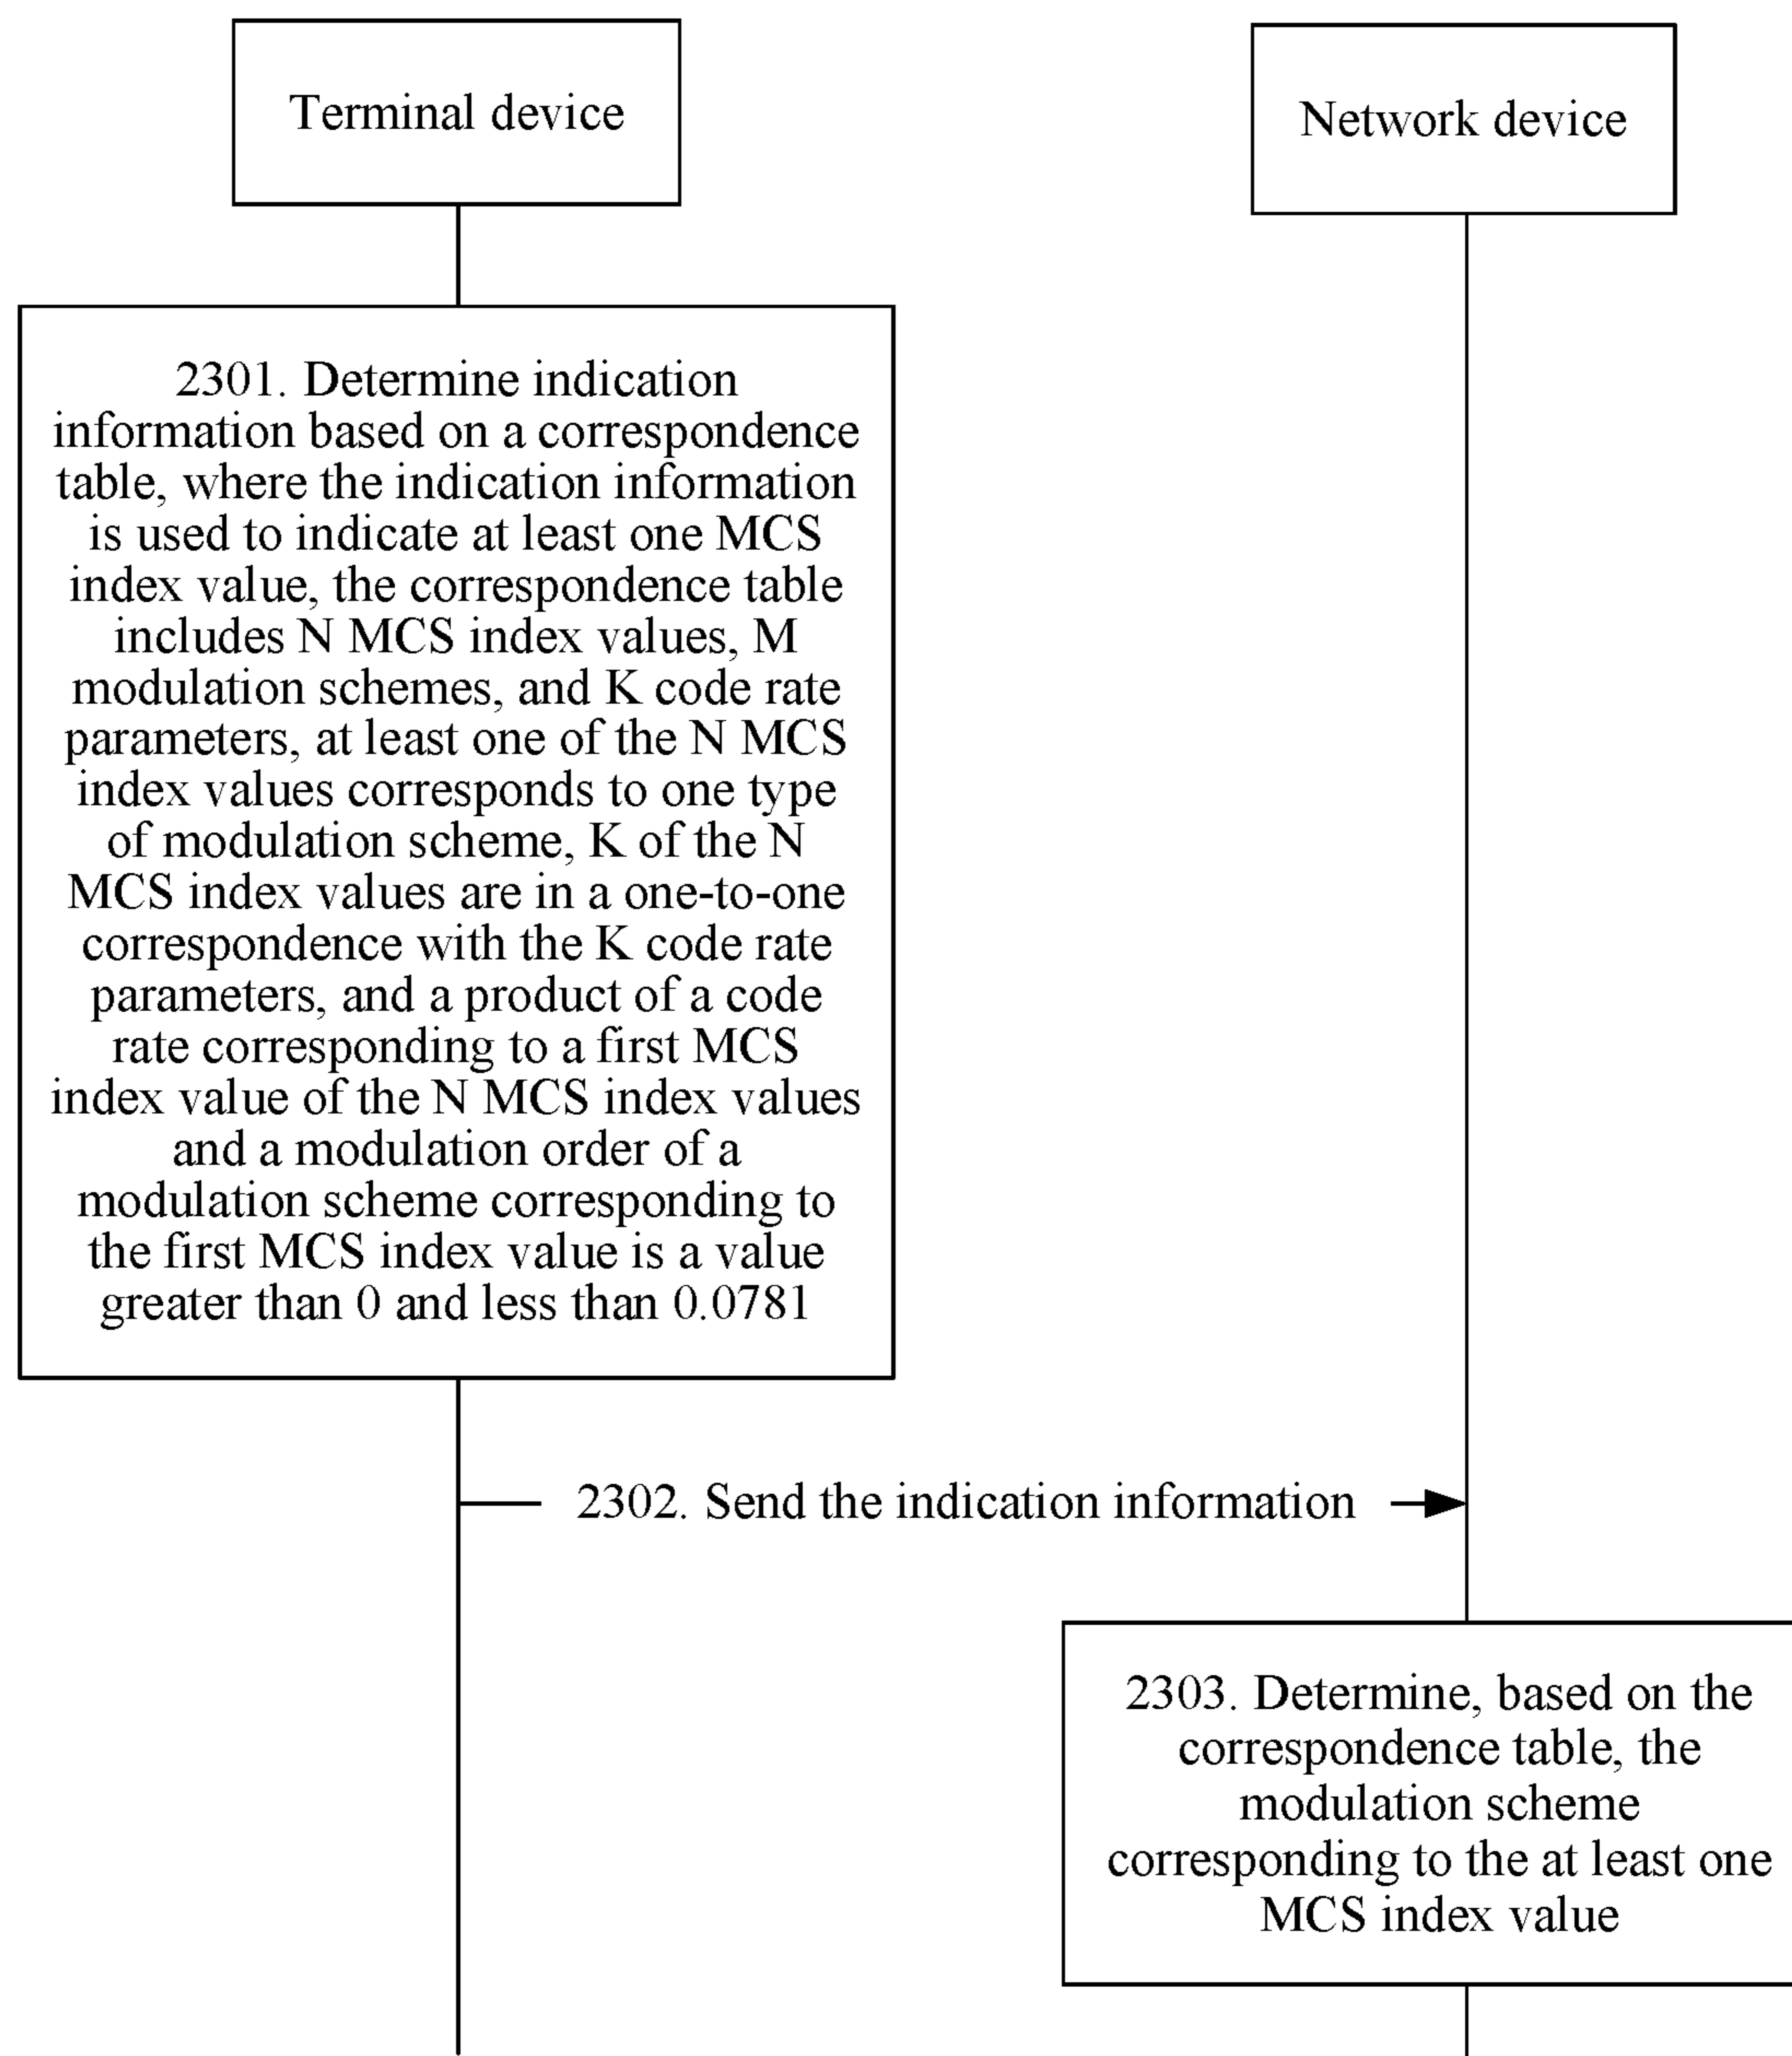 Terminal device
Network device
2301. Determine indication
information based on a correspondence
table, where the indication information
is used to indicate at least one MCS
index value, the correspondence table
includes N MCS index values, M
modulation schemes, and K code rate
parameters, at least one of the N MCS
index values corresponds to one type
of modulation scheme, K of the N
MCS index values are in a one-to-one
correspondence with the K code rate
parameters, and a product of a code
rate corresponding to a first MCS
index value of the N MCS index values
and a modulation order of a
modulation scheme corresponding to
the first MCS index value is a value
greater than 0 and less than 0.0781
2302. Send the indication information
2303. Determine, based on the
correspondence table, the
modulation scheme
corresponding to the at least one
MCS index value